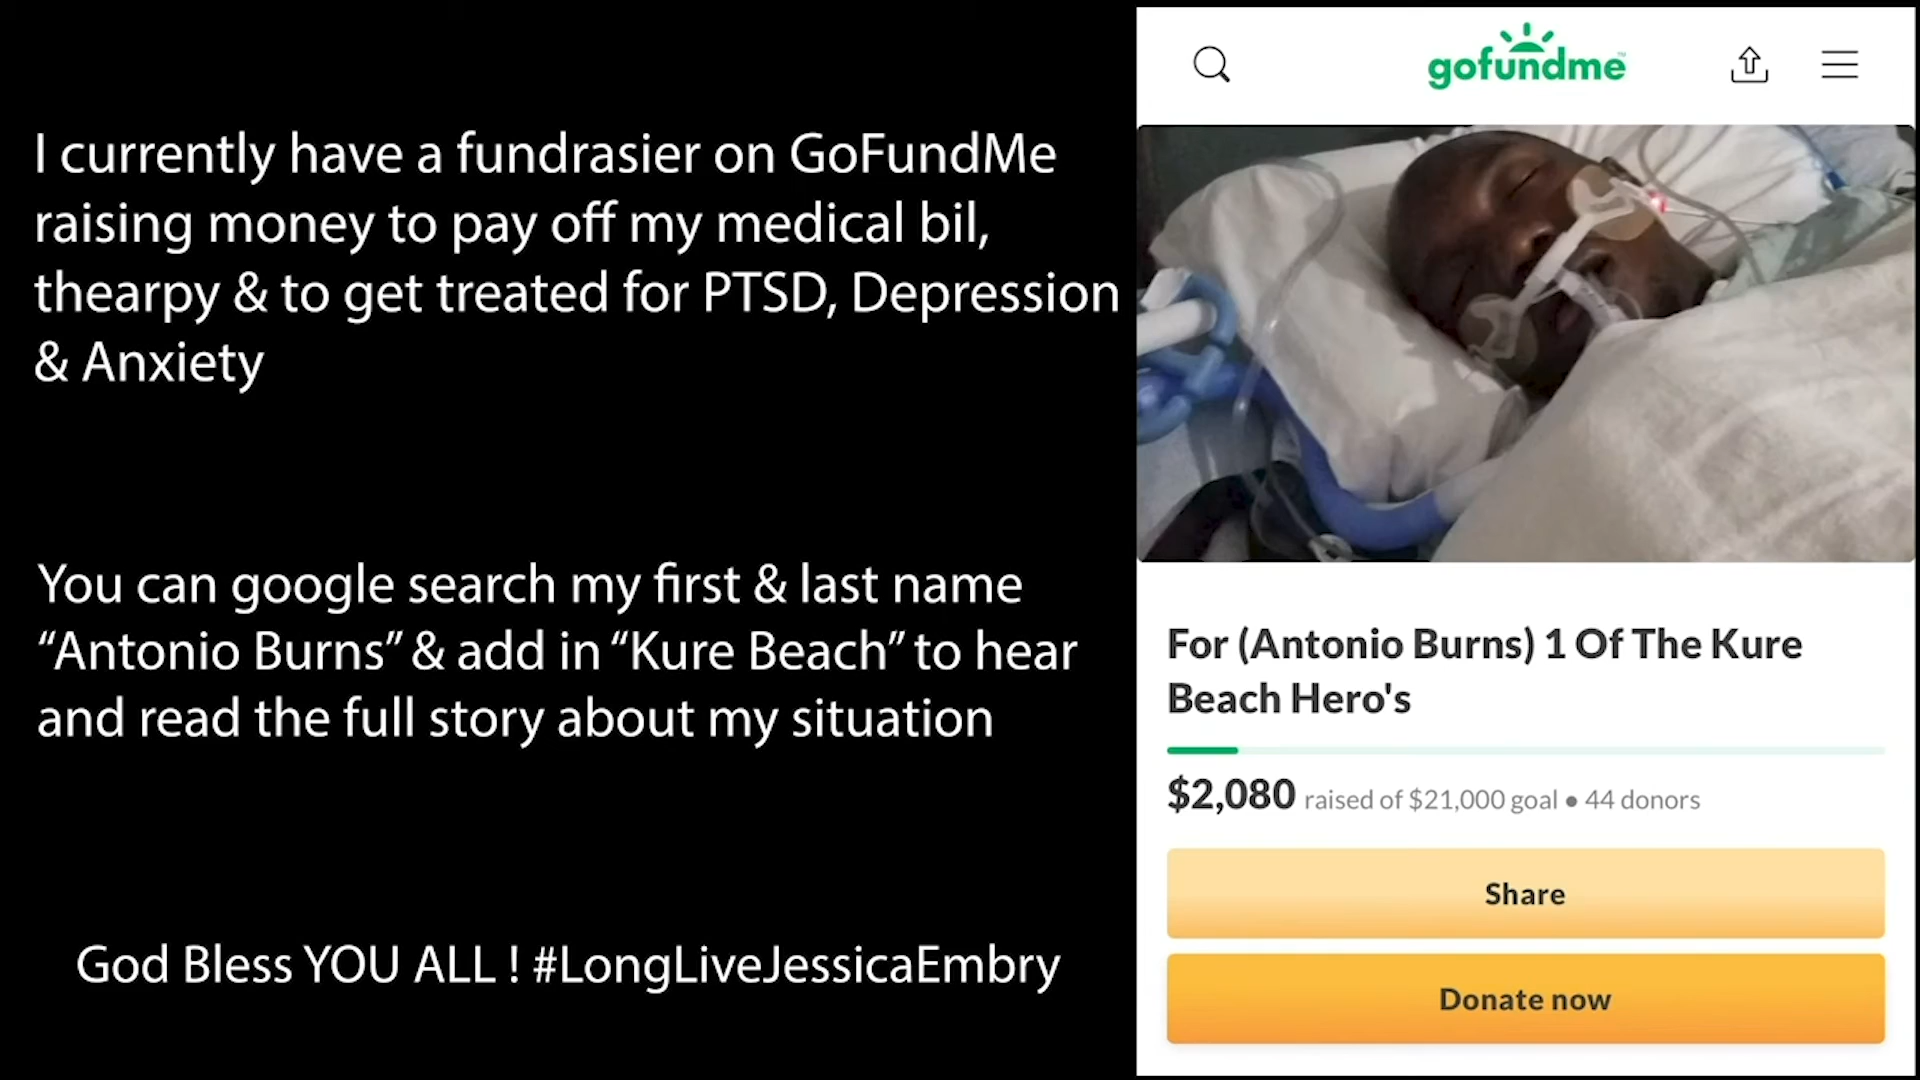 I currently have a fundrasier on GoFundMe
raising money to pay off my medical bil,
thearpy & to get treated for PTSD, Depression
& Anxiety
You can google search my first & last name
“Antonio Burns” & add in “Kure Beach” to hear
and read the full story about my situation
God Bless YOU ALL ! #LongLiveJessicaEmbry
gofundme™
For (Antonio Burns) 1 Of The Kure
Beach Hero's
$2,080 raised of $21,000 goal • 44 donors
Share
Donate now